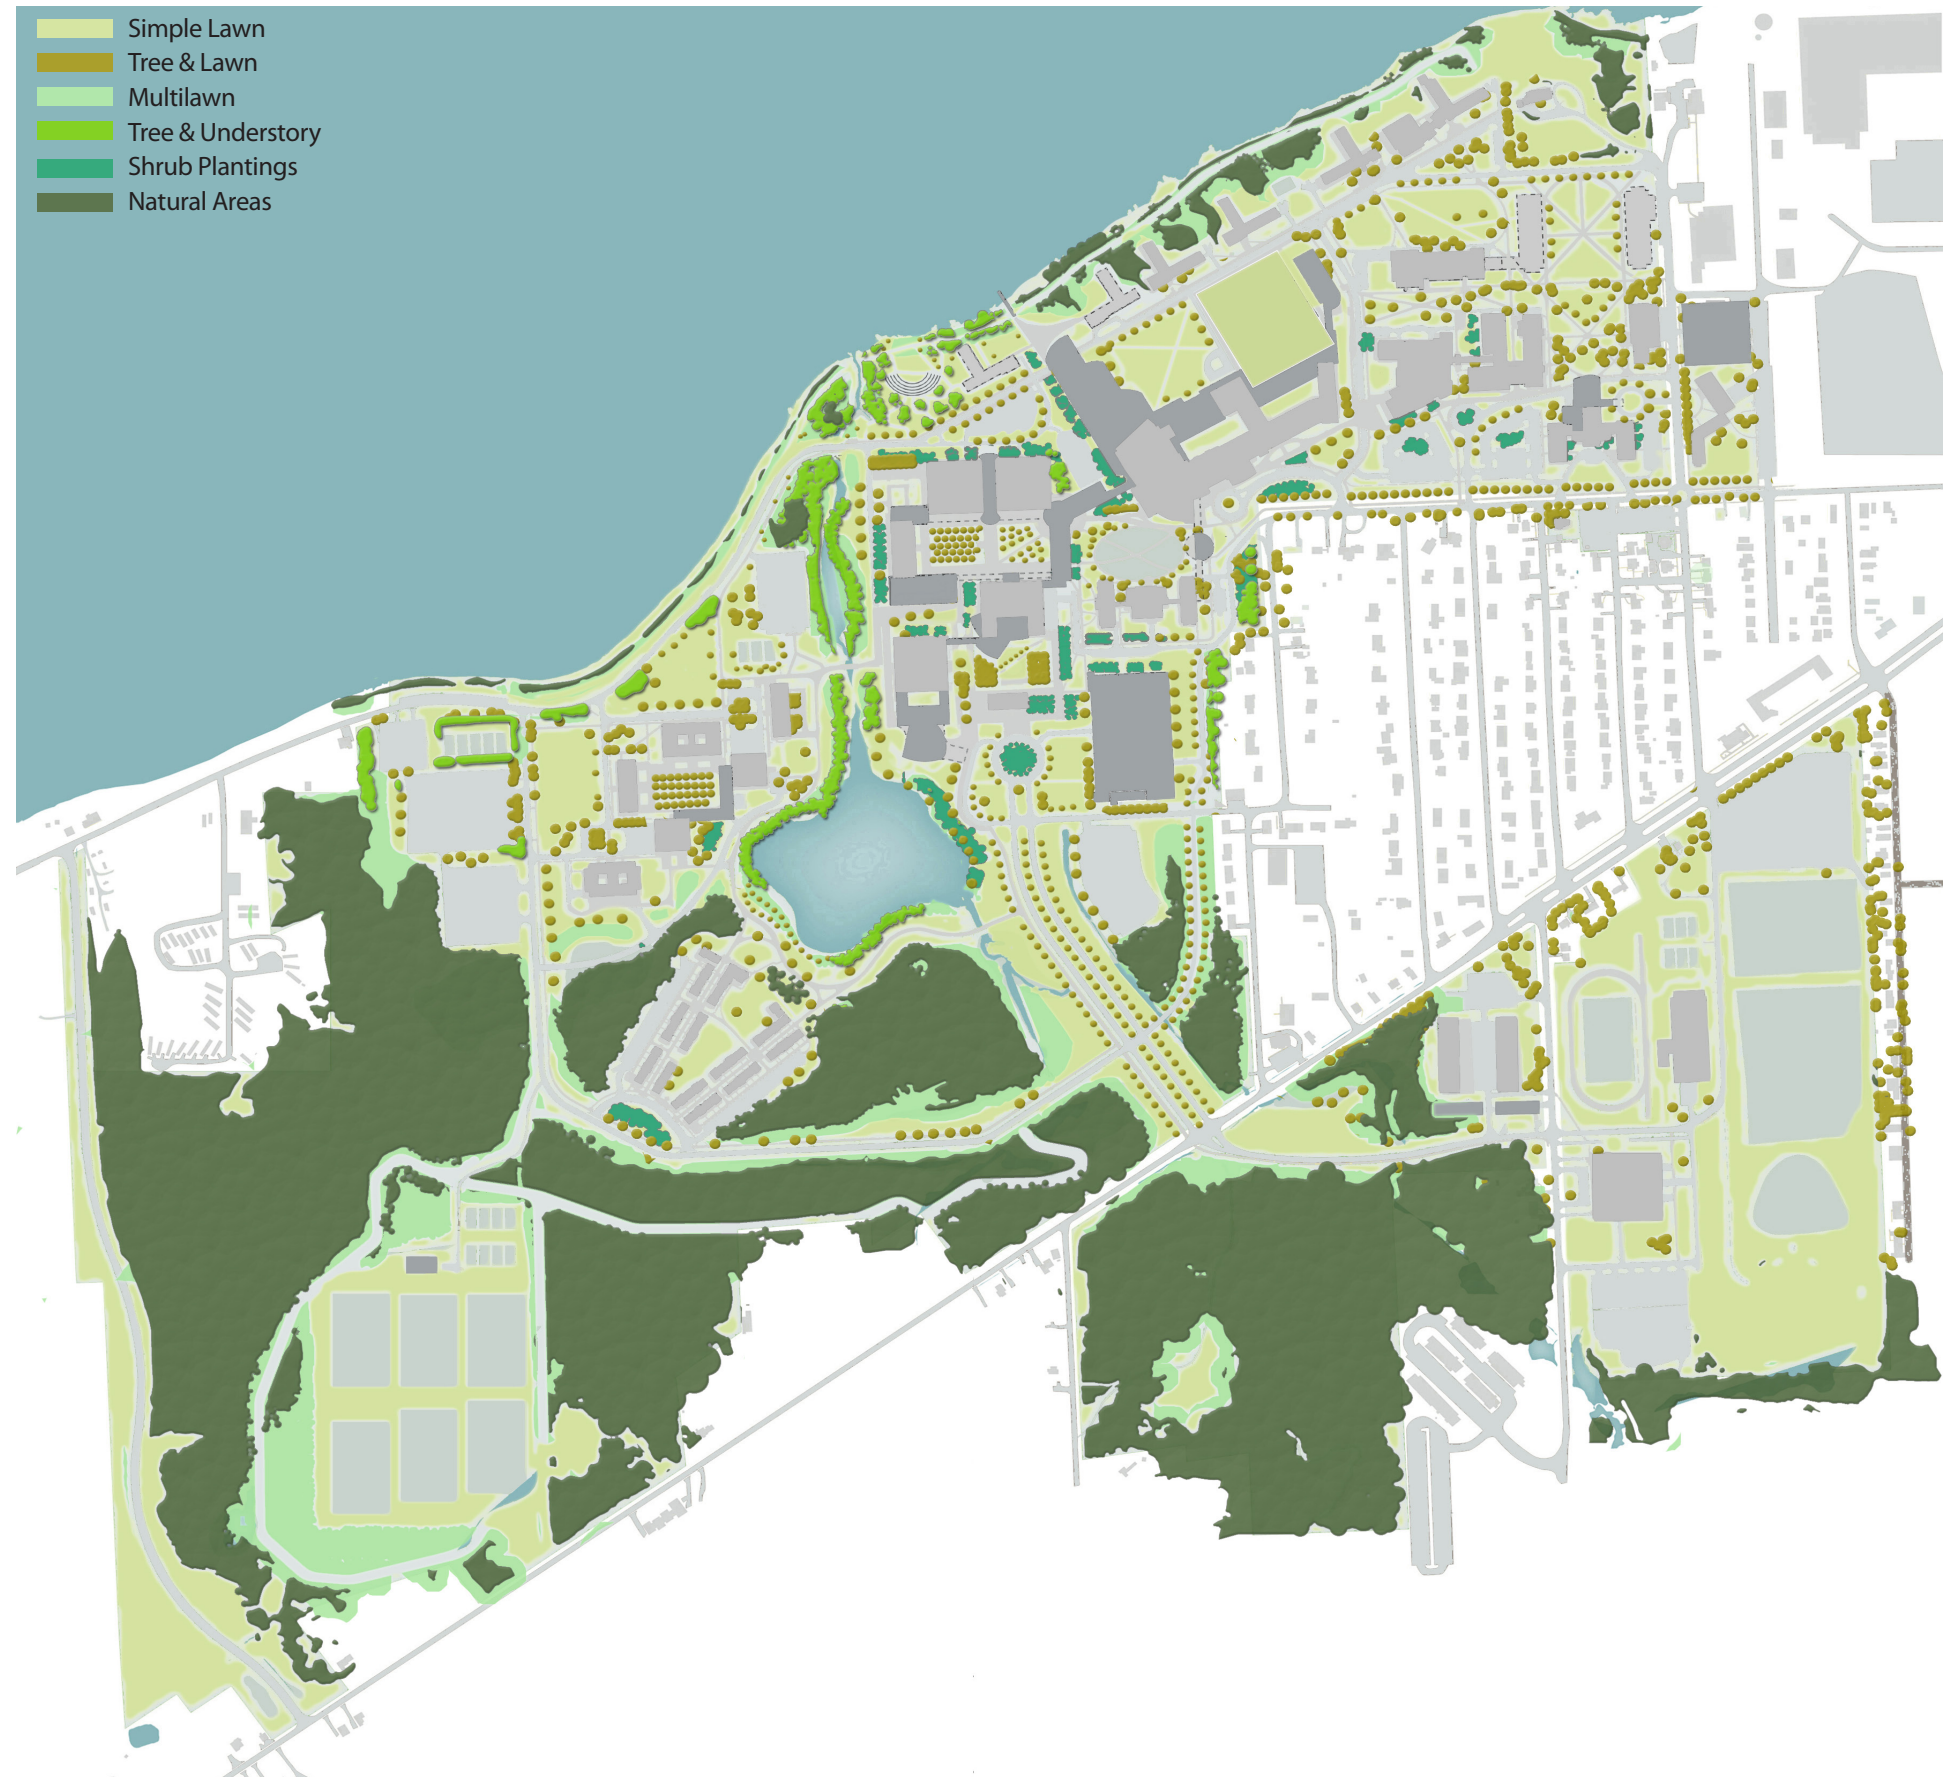 Simple Lawn
Tree & Lawn
Multilawn
Tree & Understory
Shrub Plantings
Natural Areas